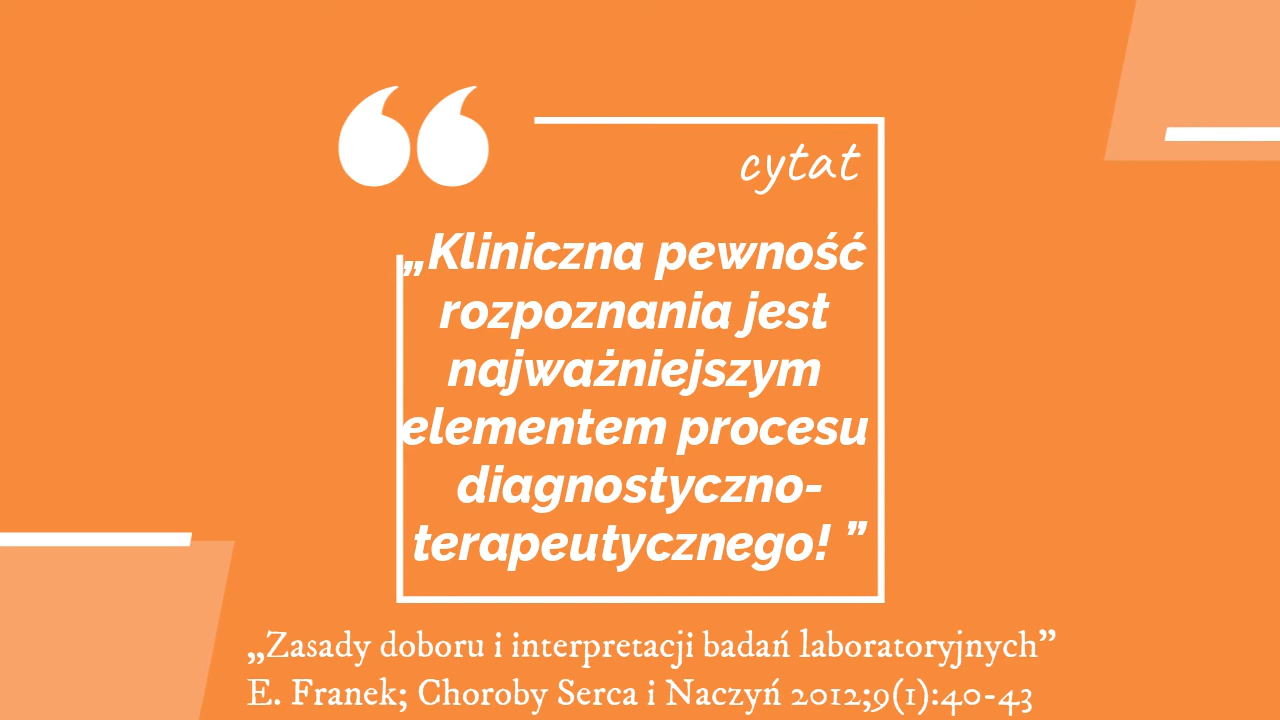 cytat
„Kliniczna pewność
rozpoznania jest
najważniejszym
elementem procesu
diagnostyczno-
terapeutycznego! ”
„Zasady doboru i interpretacji badań laboratoryjnych”
E. Franek; Choroby Serca i Naczyń 2012;9(1):40-43